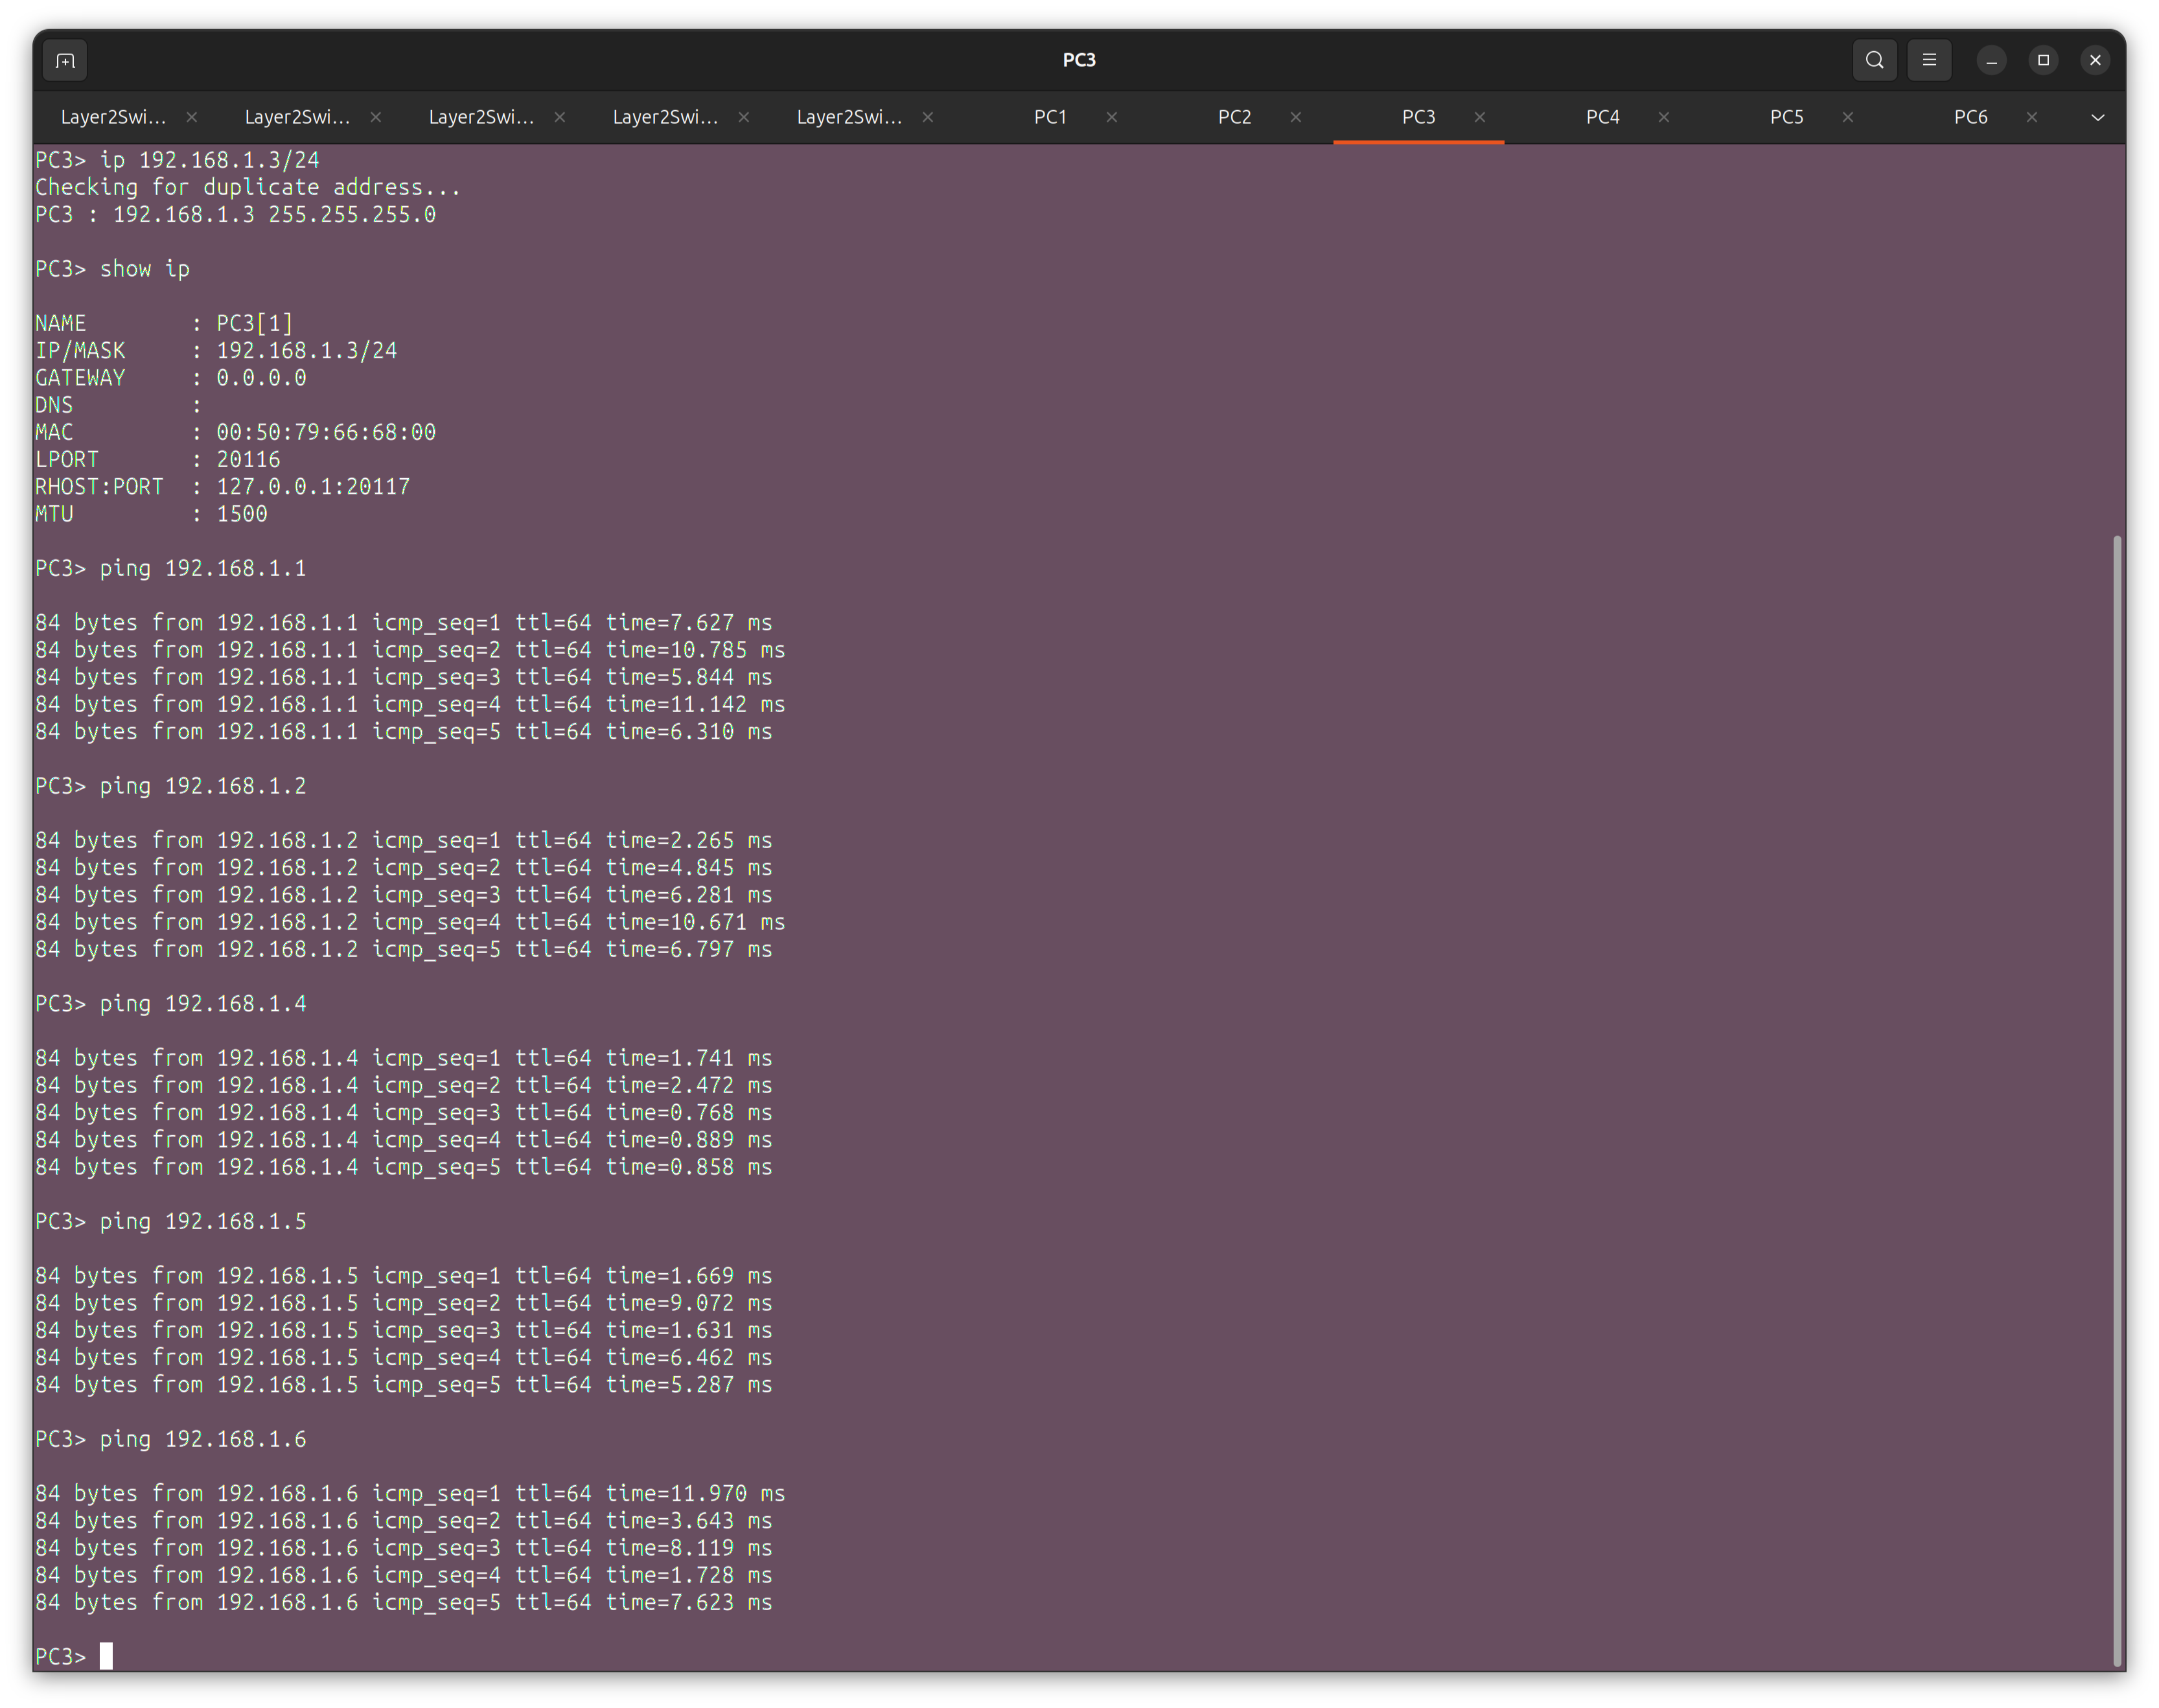 PC3
Layer2Swi... Layer2Swi... Layer2Swi... Layer2Swi... Layer2Swi... PC1 PC2 PC3 PC4 PC5 PC6
PC3> ip 192.168.1.3/24
Checking for duplicate address...
PC3 : 192.168.1.3 255.255.255.0
PC3> show ip
NAME        : PC3[1]
IP/MASK     : 192.168.1.3/24
GATEWAY     : 0.0.0.0
DNS         :
MAC         : 00:50:79:66:68:00
LPORT       : 20116
RHOST:PORT  : 127.0.0.1:20117
MTU         : 1500
PC3> ping 192.168.1.1
84 bytes from 192.168.1.1 icmp_seq=1 ttl=64 time=7.627 ms
84 bytes from 192.168.1.1 icmp_seq=2 ttl=64 time=10.785 ms
84 bytes from 192.168.1.1 icmp_seq=3 ttl=64 time=5.844 ms
84 bytes from 192.168.1.1 icmp_seq=4 ttl=64 time=11.142 ms
84 bytes from 192.168.1.1 icmp_seq=5 ttl=64 time=6.310 ms
PC3> ping 192.168.1.2
84 bytes from 192.168.1.2 icmp_seq=1 ttl=64 time=2.265 ms
84 bytes from 192.168.1.2 icmp_seq=2 ttl=64 time=4.845 ms
84 bytes from 192.168.1.2 icmp_seq=3 ttl=64 time=6.281 ms
84 bytes from 192.168.1.2 icmp_seq=4 ttl=64 time=10.671 ms
84 bytes from 192.168.1.2 icmp_seq=5 ttl=64 time=6.797 ms
PC3> ping 192.168.1.4
84 bytes from 192.168.1.4 icmp_seq=1 ttl=64 time=1.741 ms
84 bytes from 192.168.1.4 icmp_seq=2 ttl=64 time=2.472 ms
84 bytes from 192.168.1.4 icmp_seq=3 ttl=64 time=0.768 ms
84 bytes from 192.168.1.4 icmp_seq=4 ttl=64 time=0.889 ms
84 bytes from 192.168.1.4 icmp_seq=5 ttl=64 time=0.858 ms
PC3> ping 192.168.1.5
84 bytes from 192.168.1.5 icmp_seq=1 ttl=64 time=1.669 ms
84 bytes from 192.168.1.5 icmp_seq=2 ttl=64 time=9.072 ms
84 bytes from 192.168.1.5 icmp_seq=3 ttl=64 time=1.631 ms
84 bytes from 192.168.1.5 icmp_seq=4 ttl=64 time=6.462 ms
84 bytes from 192.168.1.5 icmp_seq=5 ttl=64 time=5.287 ms
PC3> ping 192.168.1.6
84 bytes from 192.168.1.6 icmp_seq=1 ttl=64 time=11.970 ms
84 bytes from 192.168.1.6 icmp_seq=2 ttl=64 time=3.643 ms
84 bytes from 192.168.1.6 icmp_seq=3 ttl=64 time=8.119 ms
84 bytes from 192.168.1.6 icmp_seq=4 ttl=64 time=1.728 ms
84 bytes from 192.168.1.6 icmp_seq=5 ttl=64 time=7.623 ms
PC3>